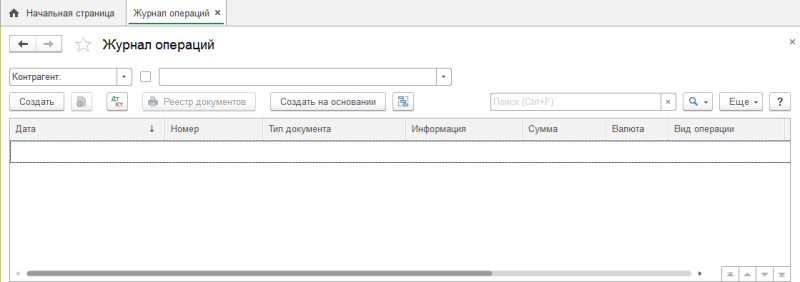 Начальная страница Журнал операций ×
Журнал операций ×
Контрагент:
Создать Дт Кт Реестр документов Создать на основании Поиск (Ctrl+F) × Еще ?
Дата ↓ Номер Тип документа Информация Сумма Валюта Вид операции